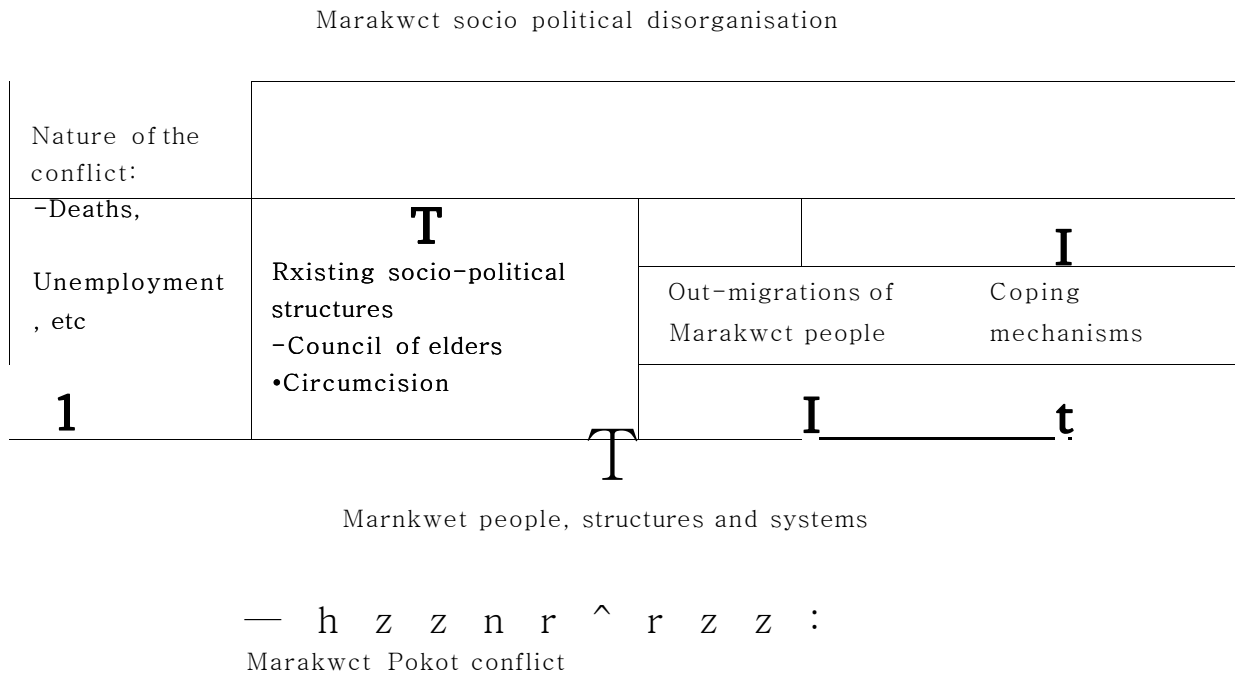 Marakwct socio political disorganisation
Nature of the
conflict:
-Deaths,
Unemployment
, etc
1
T
Rxisting socio-political
structures
-Council of elders
•Circumcision
I
Out-migrations of
Marakwct people
Coping
mechanisms
I
t
T
Marnkwet people, structures and systems
— h z z n r ^ r z z :
Marakwct Pokot conflict